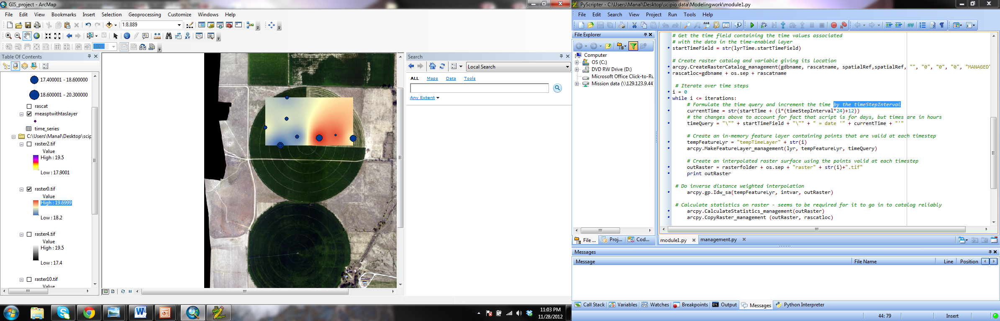 GIS_project - ArcMap
File Edit View Bookmarks Insert Selection Geoprocessing Customize Windows Help
1:8,889
100%
Table Of Contents
17.400001 - 18.600000
18.600001 - 20.300000
rascat
measptwithtaslayer
time_series
C:\Users\Manal\Desktop\scip
raster2.tif
Value
High : 19.5
Low : 17.9001
raster0.tif
Value
High : 19.6999
Low : 18.2
raster4.tif
Value
High : 19.5
Low : 17.4
raster10.tif
Value
Search
Local Search
ALL Maps Data Tools
Any Extent
11:03 PM
11/28/2012
PyScripter - C:\Users\Manal\Desktop\scipio data\Modelingwork\module1.py
File Edit Search View Project Run Tools Help
File Explorer
Computer
OS (C:)
DVD RW Drive (D:)
Microsoft Office Click-to-Ru
Mission data (\\129.123.9.44
File ... Proj... Cod...
# Get the time field containing the time values associated
# with the data in the time-enabled layer
startTimeField = str(lyrTime.startTimeField)
# Create raster catalog and variable giving its location
arcpy.CreateRasterCatalog_management(gdbname, rascatname, spatialRef,spatialRef, "", "0", "0", "0", "MANAGED"
rascatloc=gdbname + os.sep + rascatname
# Iterate over time steps
i = 0
while i <= iterations:
# Formulate the time query and increment the time by the timeStepInterval
currentTime = str(startTime + (i*(timeStepInterval*24)+12))
# the changes above to account for fact that script is for days, but times are in hours
timeQuery = "\"" + startTimeField + "\"" + " = date '" + currentTime + "'"
# Create an in-memory feature layer containing points that are valid at each timestep
tempFeatureLyr = "tempTimeLayer" + str(i)
arcpy.MakeFeatureLayer_management(lyr, tempFeatureLyr, timeQuery)
# Create an interpolated raster surface using the points valid at each timestep
outRaster = rasterfolder + os.sep + "raster" + str(i)+".tif"
print outRaster
# Do inverse distance weighted interpolation
arcpy.gp.Idw_sa(tempFeatureLyr, intvar, outRaster)
# Calculate statistics on raster - seems to be required for it to go in to catalog reliably
arcpy.CalculateStatistics_management(outRaster)
arcpy.CopyRaster_management (outRaster, rascatloc)
module1.py management.py
Messages
Message File Name Line Position
Call Stack Variables Watches Breakpoints Output Messages Python Interpreter
44: 79 Insert